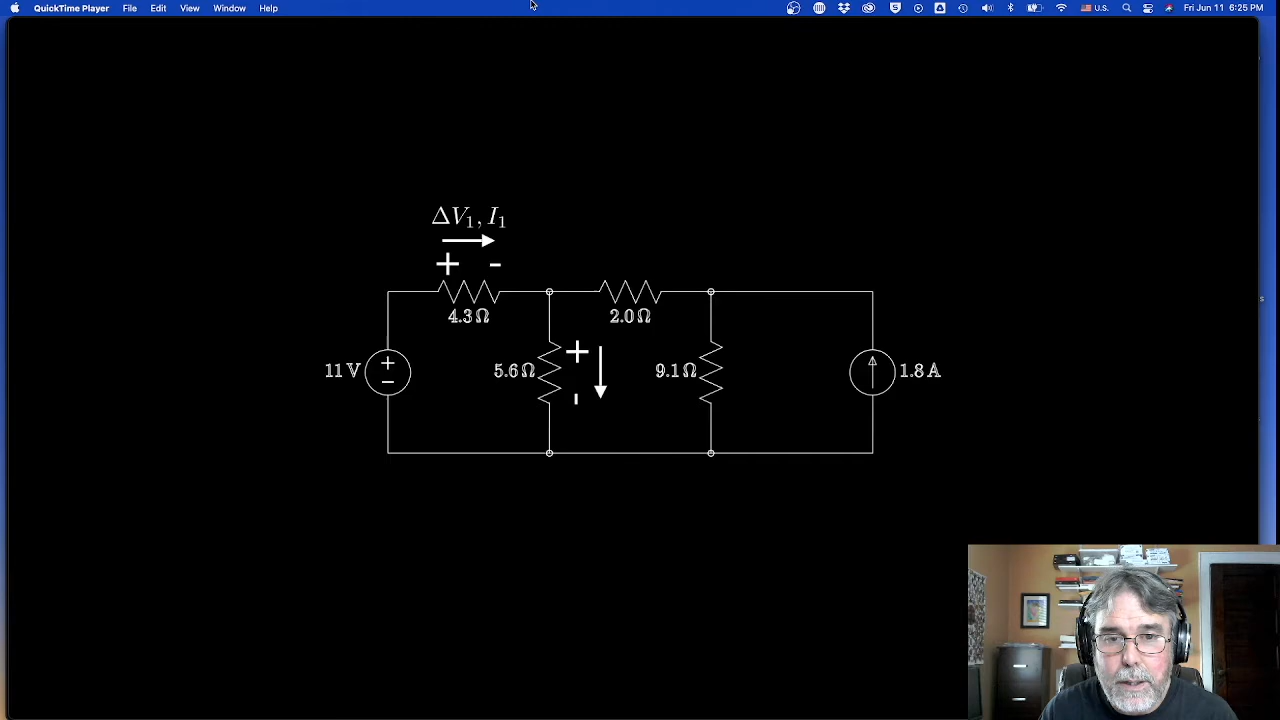 QuickTime Player File Edit View Window Help U.S. Fri Jun 11 6:25 PM
ΔV₁, I₁
+ -
4.3 Ω 2.0 Ω
11 V + − 5.6 Ω + - 9.1 Ω 1.8 A